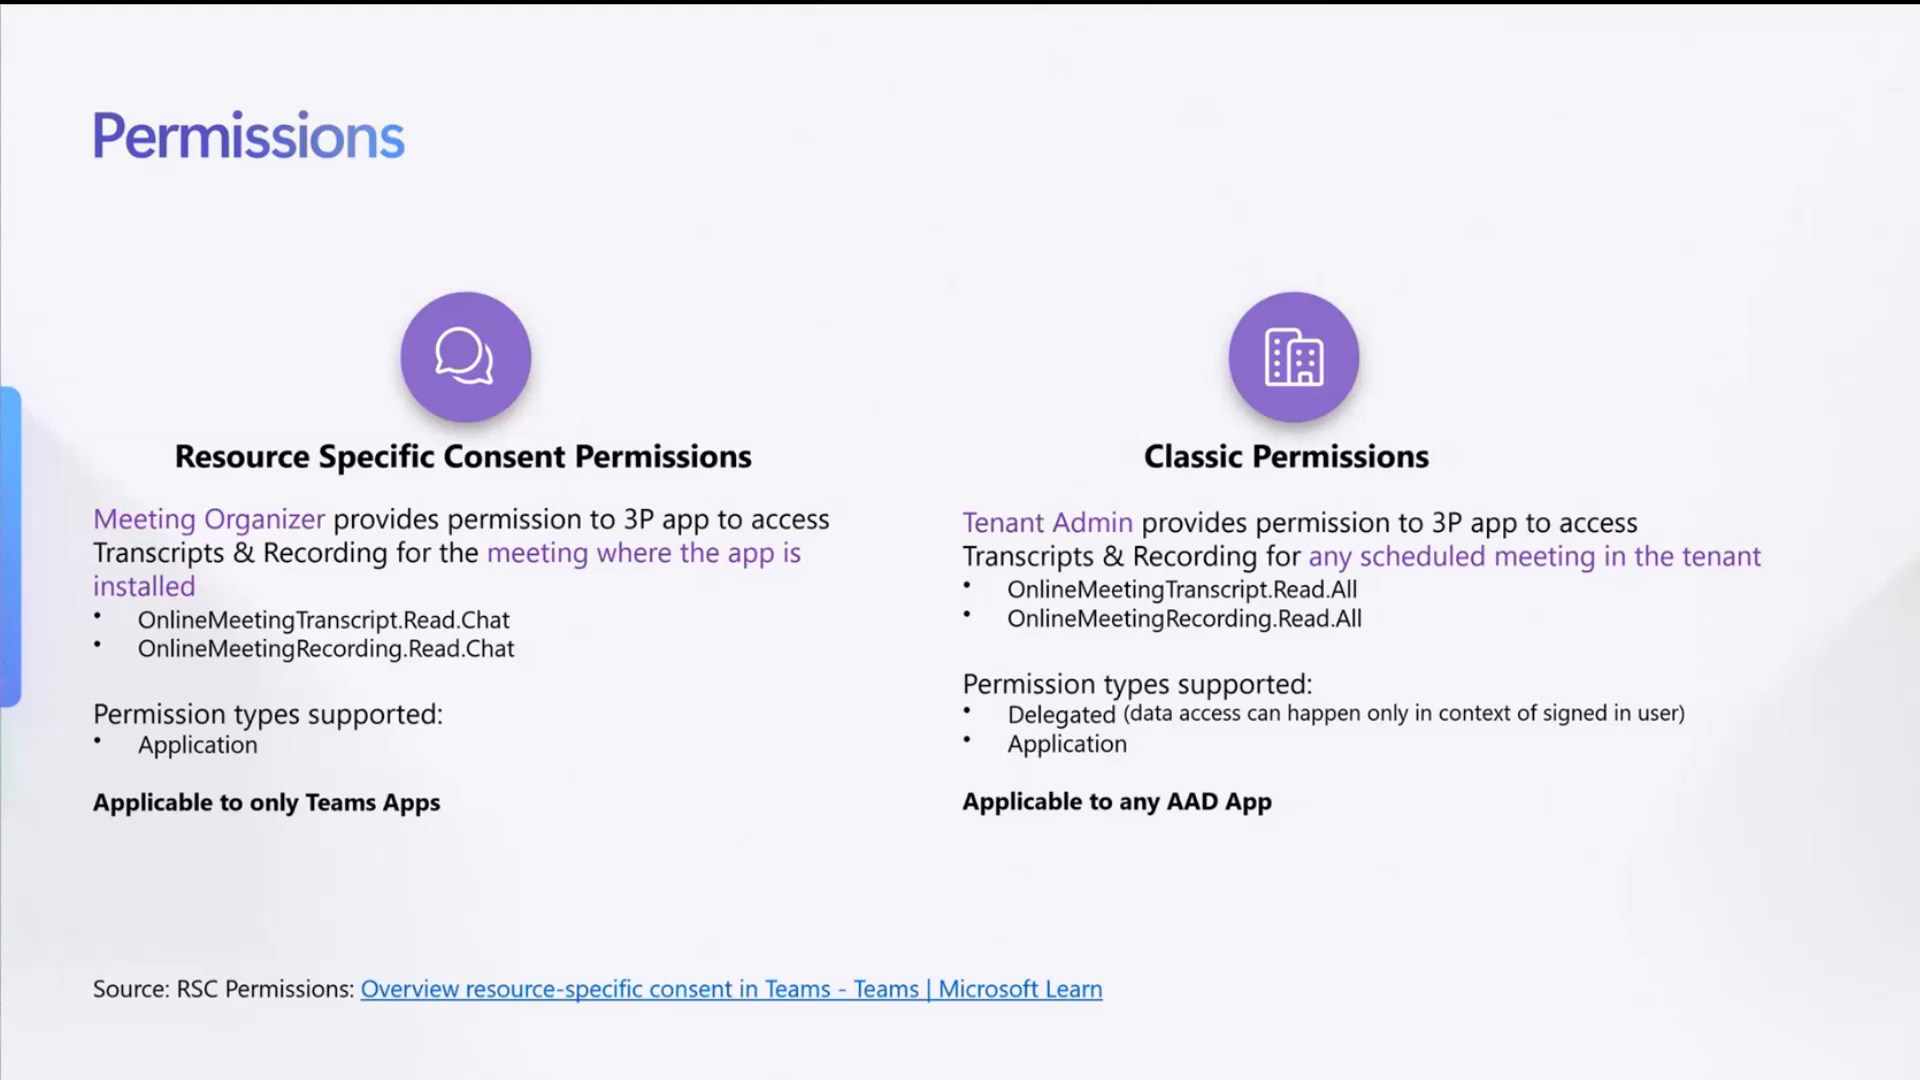 Permissions
Resource Specific Consent Permissions
Meeting Organizer provides permission to 3P app to access
Transcripts & Recording for the meeting where the app is
installed
• OnlineMeetingTranscript.Read.Chat
• OnlineMeetingRecording.Read.Chat
Permission types supported:
• Application
Applicable to only Teams Apps
Classic Permissions
Tenant Admin provides permission to 3P app to access
Transcripts & Recording for any scheduled meeting in the tenant
• OnlineMeetingTranscript.Read.All
• OnlineMeetingRecording.Read.All
Permission types supported:
• Delegated (data access can happen only in context of signed in user)
• Application
Applicable to any AAD App
Source: RSC Permissions: Overview resource-specific consent in Teams - Teams | Microsoft Learn